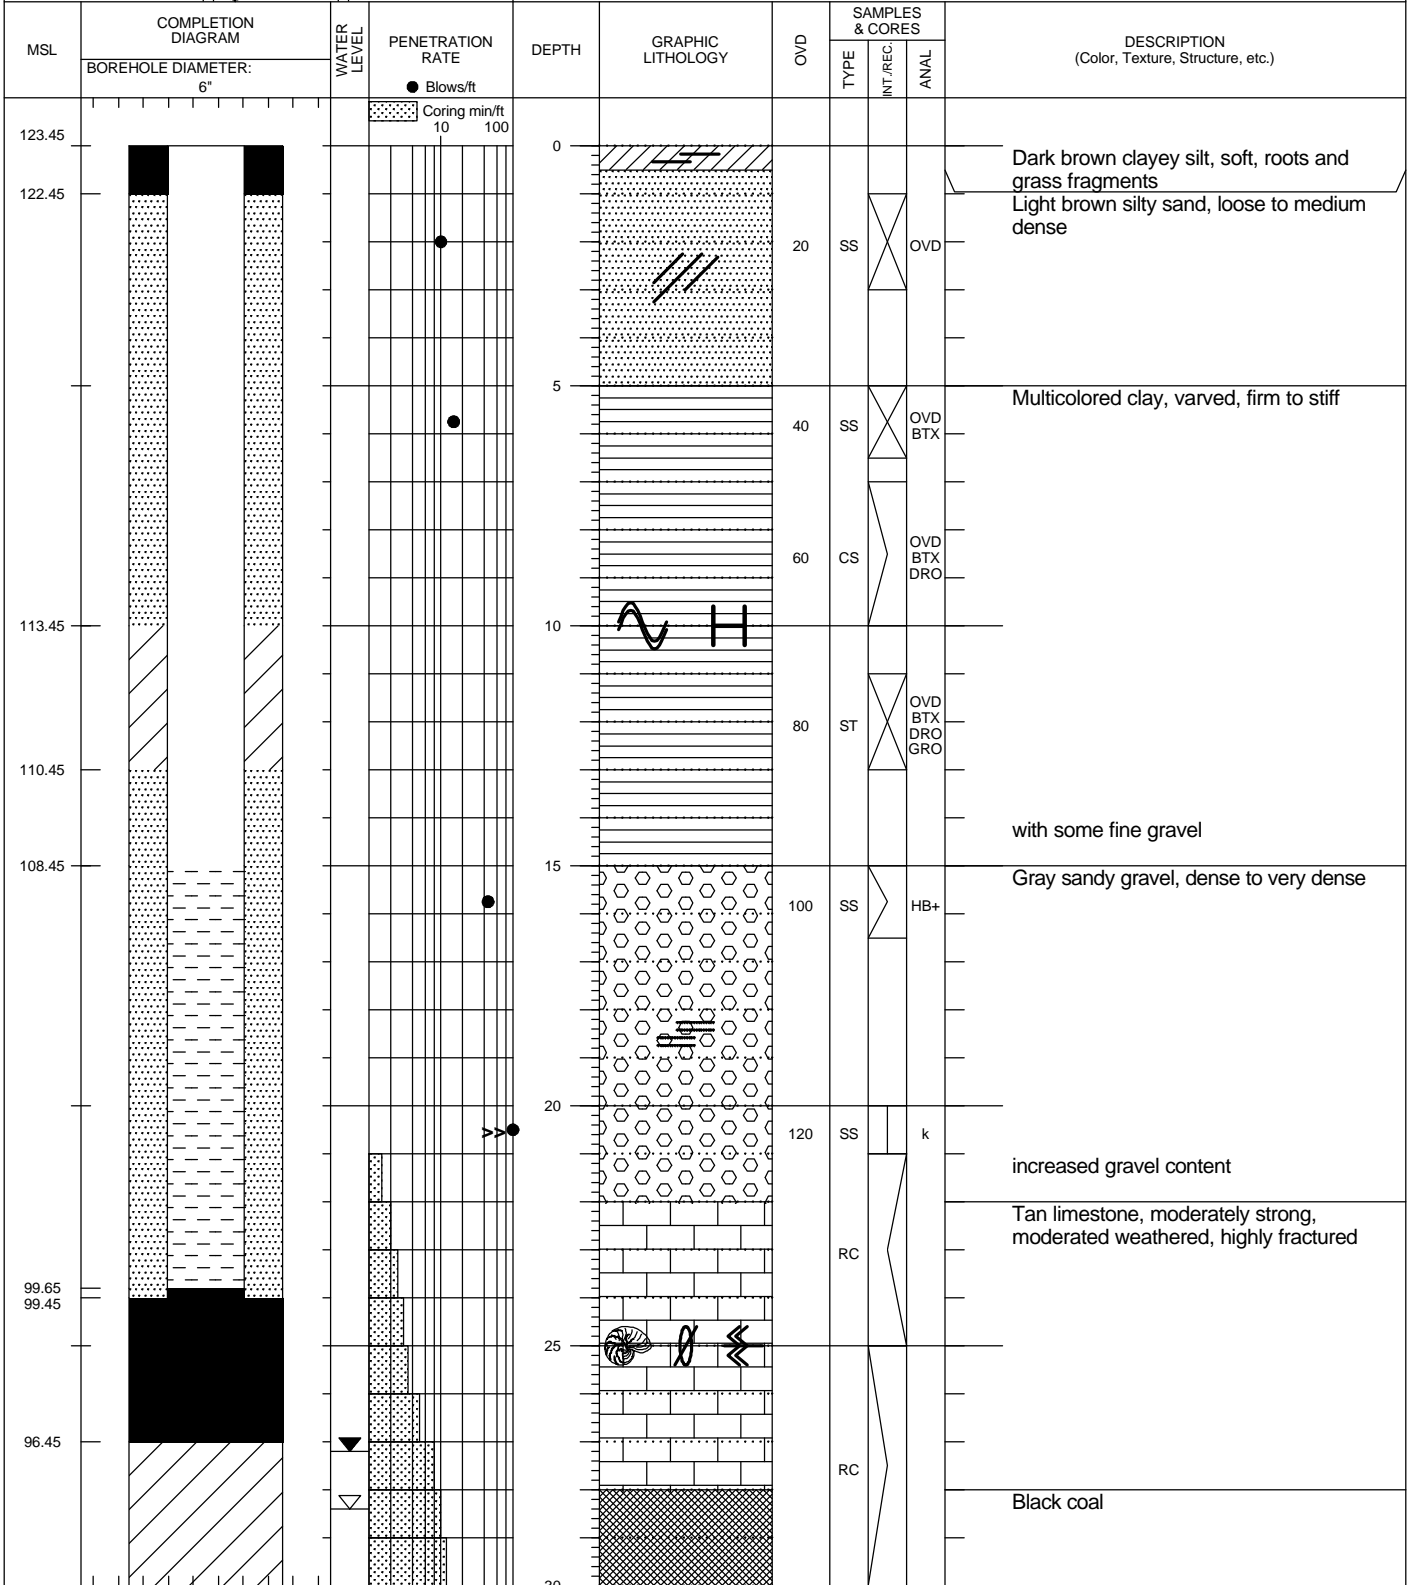 MSL
COMPLETION
DIAGRAM
BOREHOLE DIAMETER:
6"
WATER
LEVEL
PENETRATION
RATE
Blows/ft
Coring min/ft
10 100
DEPTH
GRAPHIC
LITHOLOGY
OVD
SAMPLES
& CORES
TYPE
INT./REC.
ANAL
DESCRIPTION
(Color, Texture, Structure, etc.)
123.45
0
Dark brown clayey silt, soft, roots and
grass fragments
122.45
Light brown silty sand, loose to medium
dense
20 SS OVD
5
Multicolored clay, varved, firm to stiff
40 SS OVD
BTX
60 CS OVD
BTX
DRO
113.45
10
H
80 ST OVD
BTX
DRO
GRO
110.45
with some fine gravel
108.45
15
Gray sandy gravel, dense to very dense
100 SS HB+
20
>>
120 SS k
increased gravel content
Tan limestone, moderately strong,
moderated weathered, highly fractured
RC
99.65
99.45
25
96.45
RC
Black coal
30